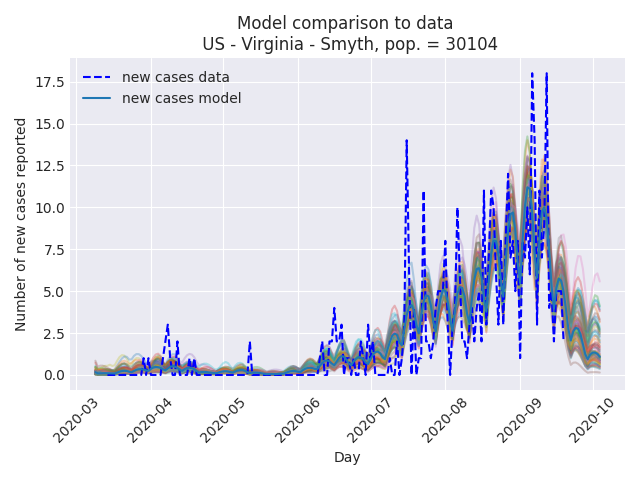 Model comparison to data
US - Virginia - Smyth, pop. = 30104
new cases data
new cases model
Number of new cases reported
17.5
15.0
12.5
10.0
7.5
5.0
2.5
0.0
2020-03
2020-04
2020-05
2020-06
2020-07
2020-08
2020-09
2020-10
Day